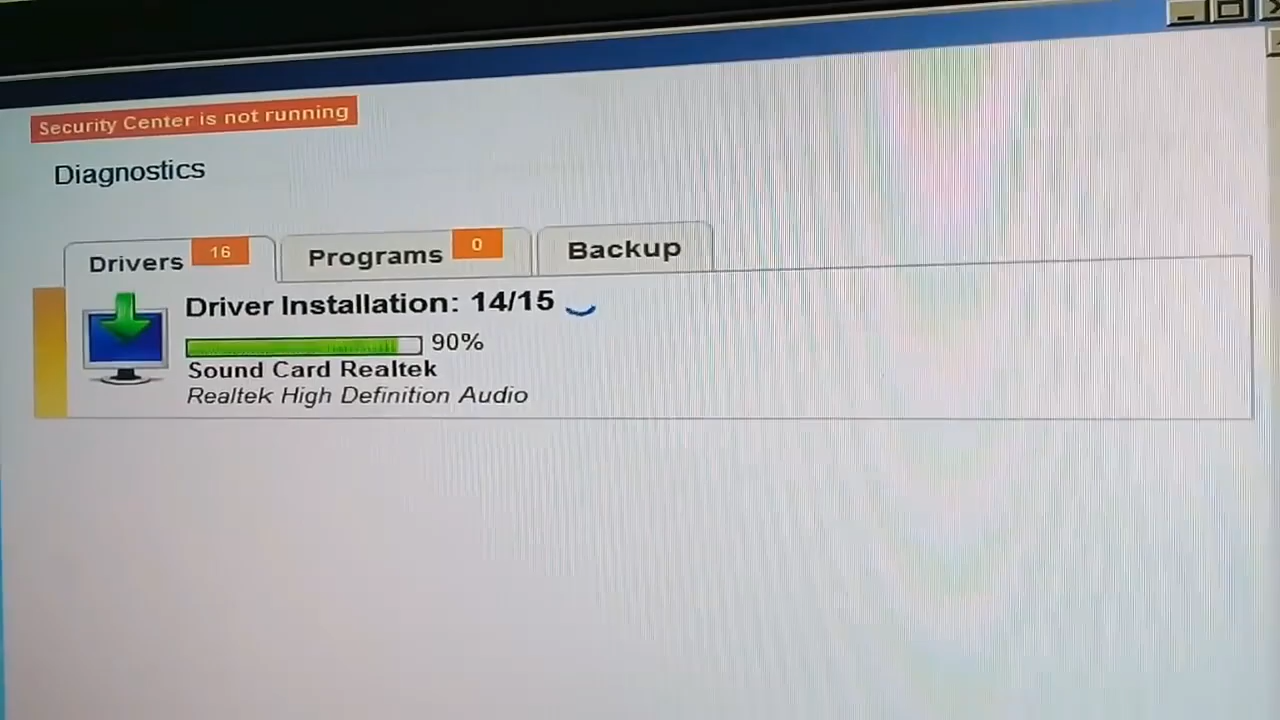 Security Center is not running
Diagnostics
Drivers 16 Programs 0 Backup
Driver Installation: 14/15
90%
Sound Card Realtek
Realtek High Definition Audio